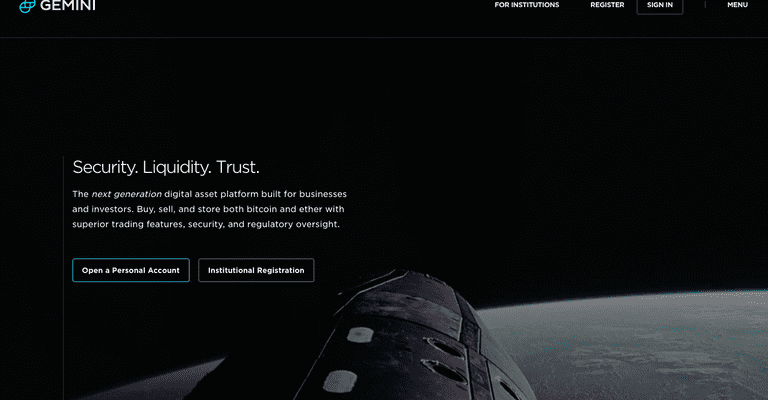 GEMINI
FOR INSTITUTIONS
REGISTER
SIGN IN
MENU
Security. Liquidity. Trust.
The next generation digital asset platform built for businesses
and investors. Buy, sell, and store both bitcoin and ether with
superior trading features, security, and regulatory oversight.
Open a Personal Account
Institutional Registration